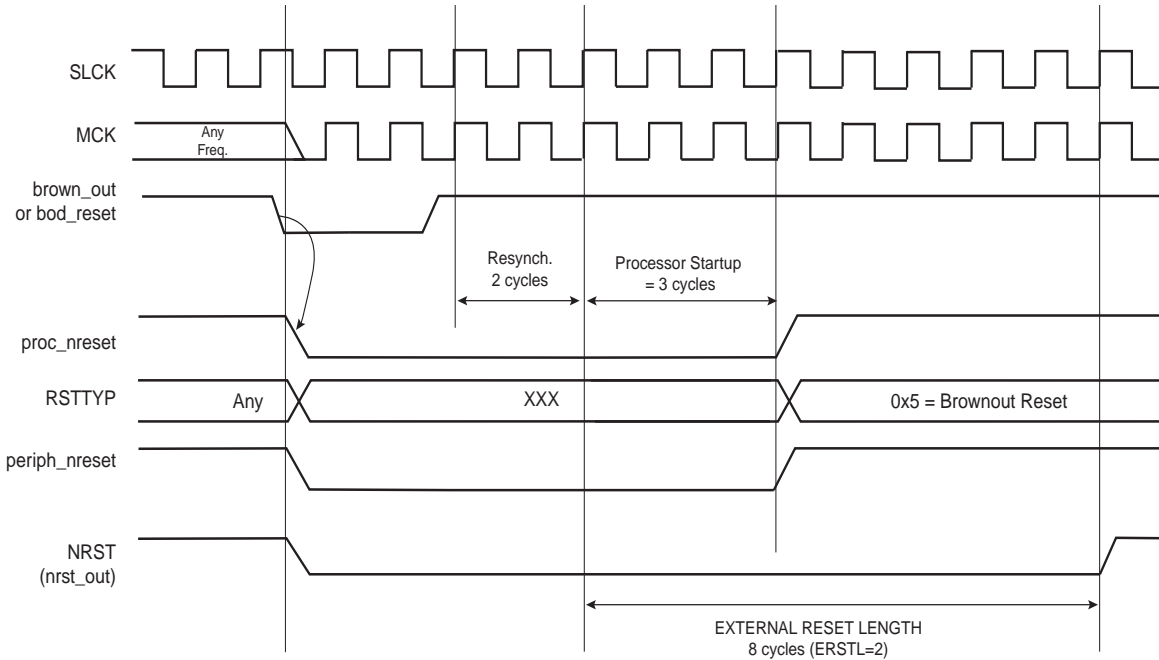 SLCK
MCK
Any
Freq.
brown_out
or bod_reset
Resynch.
2 cycles
Processor Startup
= 3 cycles
proc_nreset
RSTTYP
Any
XXX
0x5 = Brownout Reset
periph_nreset
NRST
(nrst_out)
EXTERNAL RESET LENGTH
8 cycles (ERSTL=2)